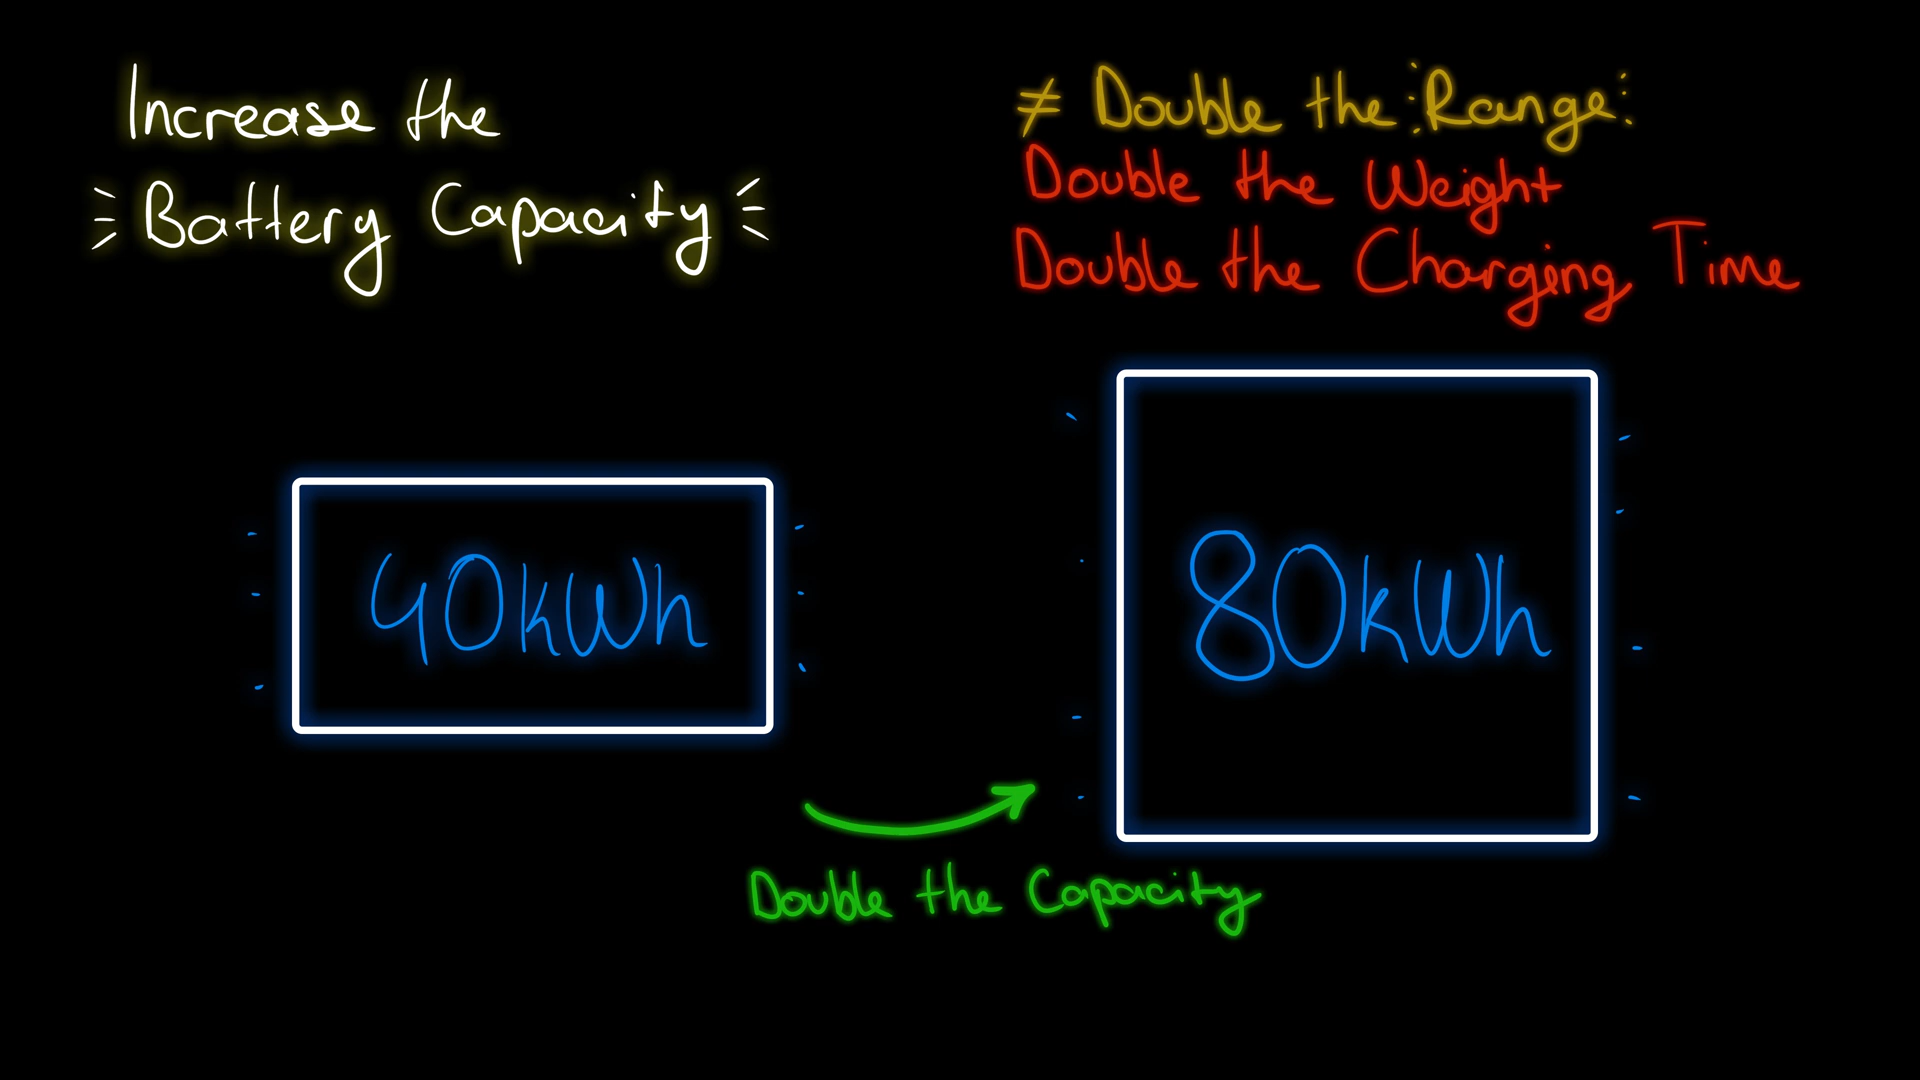 Increase the
Battery Capacity
≠ Double the Range
Double the Weight
Double the Charging Time
40kWh
80kWh
Double the Capacity